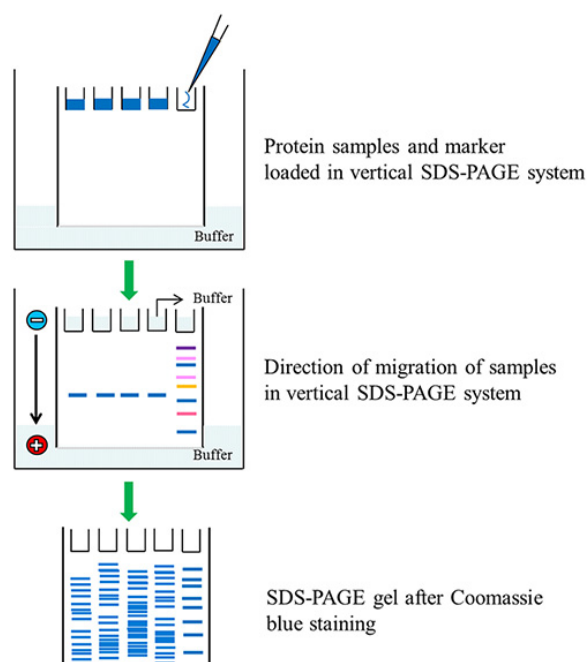 Protein samples and marker
loaded in vertical SDS-PAGE system
Buffer
Buffer
Direction of migration of samples
in vertical SDS-PAGE system
Buffer
SDS-PAGE gel after Coomassie
blue staining